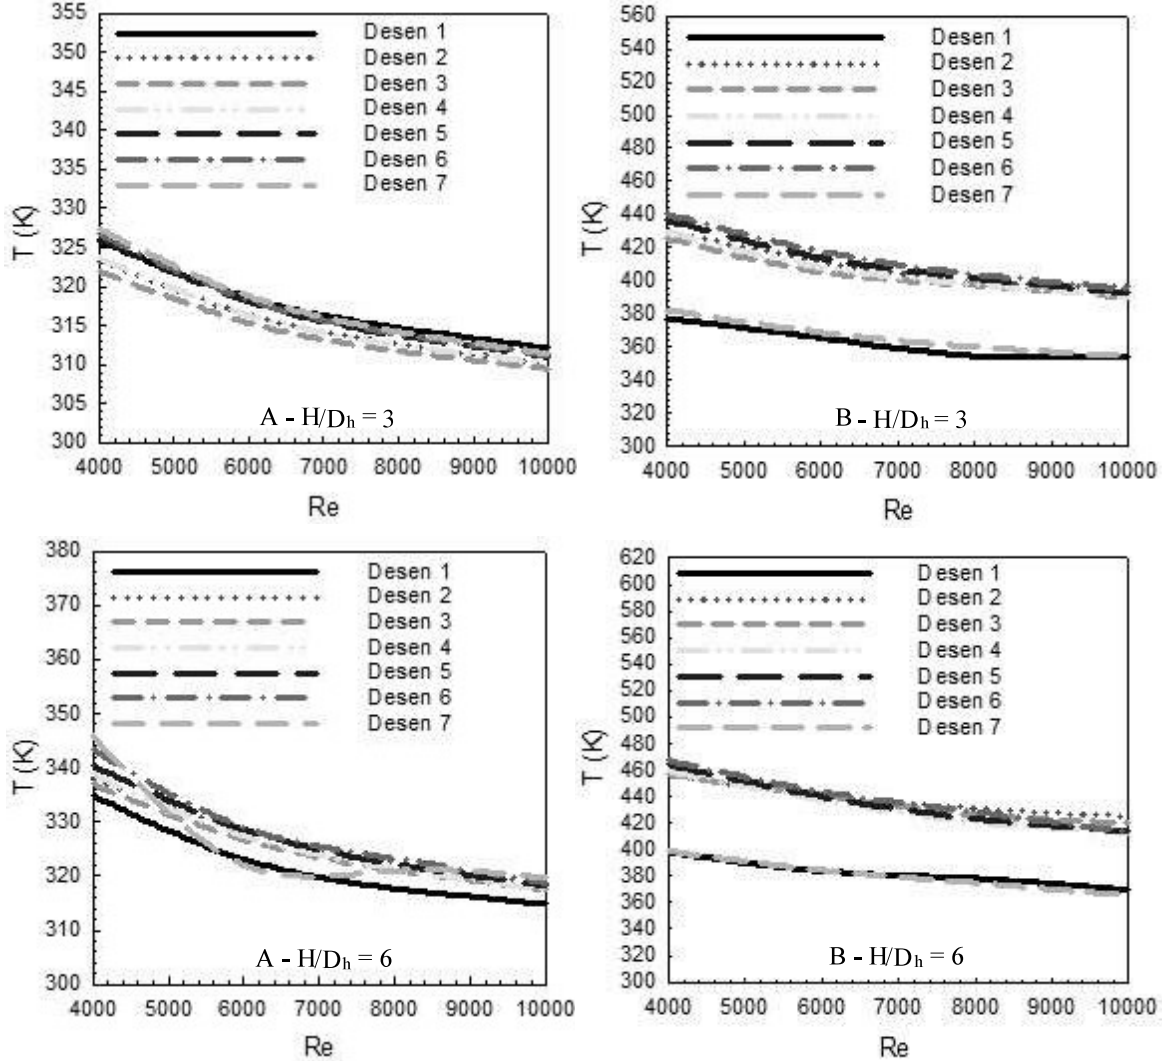 355
350
345
340
335
330
325
320
315
310
305
300
T (K)
Desen 1
Desen 2
Desen 3
Desen 4
Desen 5
Desen 6
Desen 7
A - H/Dh = 3
4000 5000 6000 7000 8000 9000 10000
Re
560
540
520
500
480
460
440
420
400
380
360
340
320
300
T (K)
Desen 1
Desen 2
Desen 3
Desen 4
Desen 5
Desen 6
Desen 7
B - H/Dh = 3
4000 5000 6000 7000 8000 9000 10000
Re
380
370
360
350
340
330
320
310
300
T (K)
Desen 1
Desen 2
Desen 3
Desen 4
Desen 5
Desen 6
Desen 7
A - H/Dh = 6
4000 5000 6000 7000 8000 9000 10000
Re
620
600
580
560
540
520
500
480
460
440
420
400
380
360
340
320
300
T (K)
Desen 1
Desen 2
Desen 3
Desen 4
Desen 5
Desen 6
Desen 7
B - H/Dh = 6
4000 5000 6000 7000 8000 9000 10000
Re